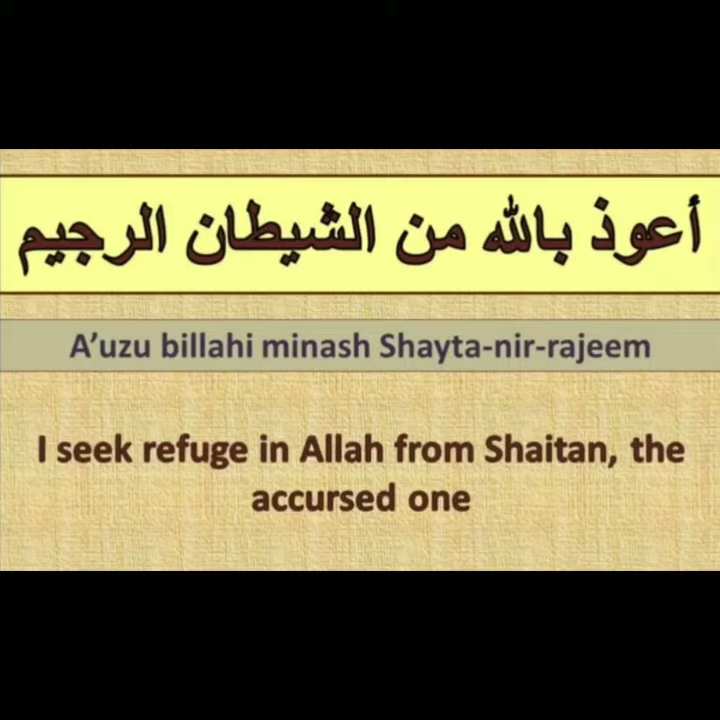 أعوذ بالله من الشيطان الرجيم
A’uzu billahi minash Shayta-nir-rajeem
I seek refuge in Allah from Shaitan, the
accursed one